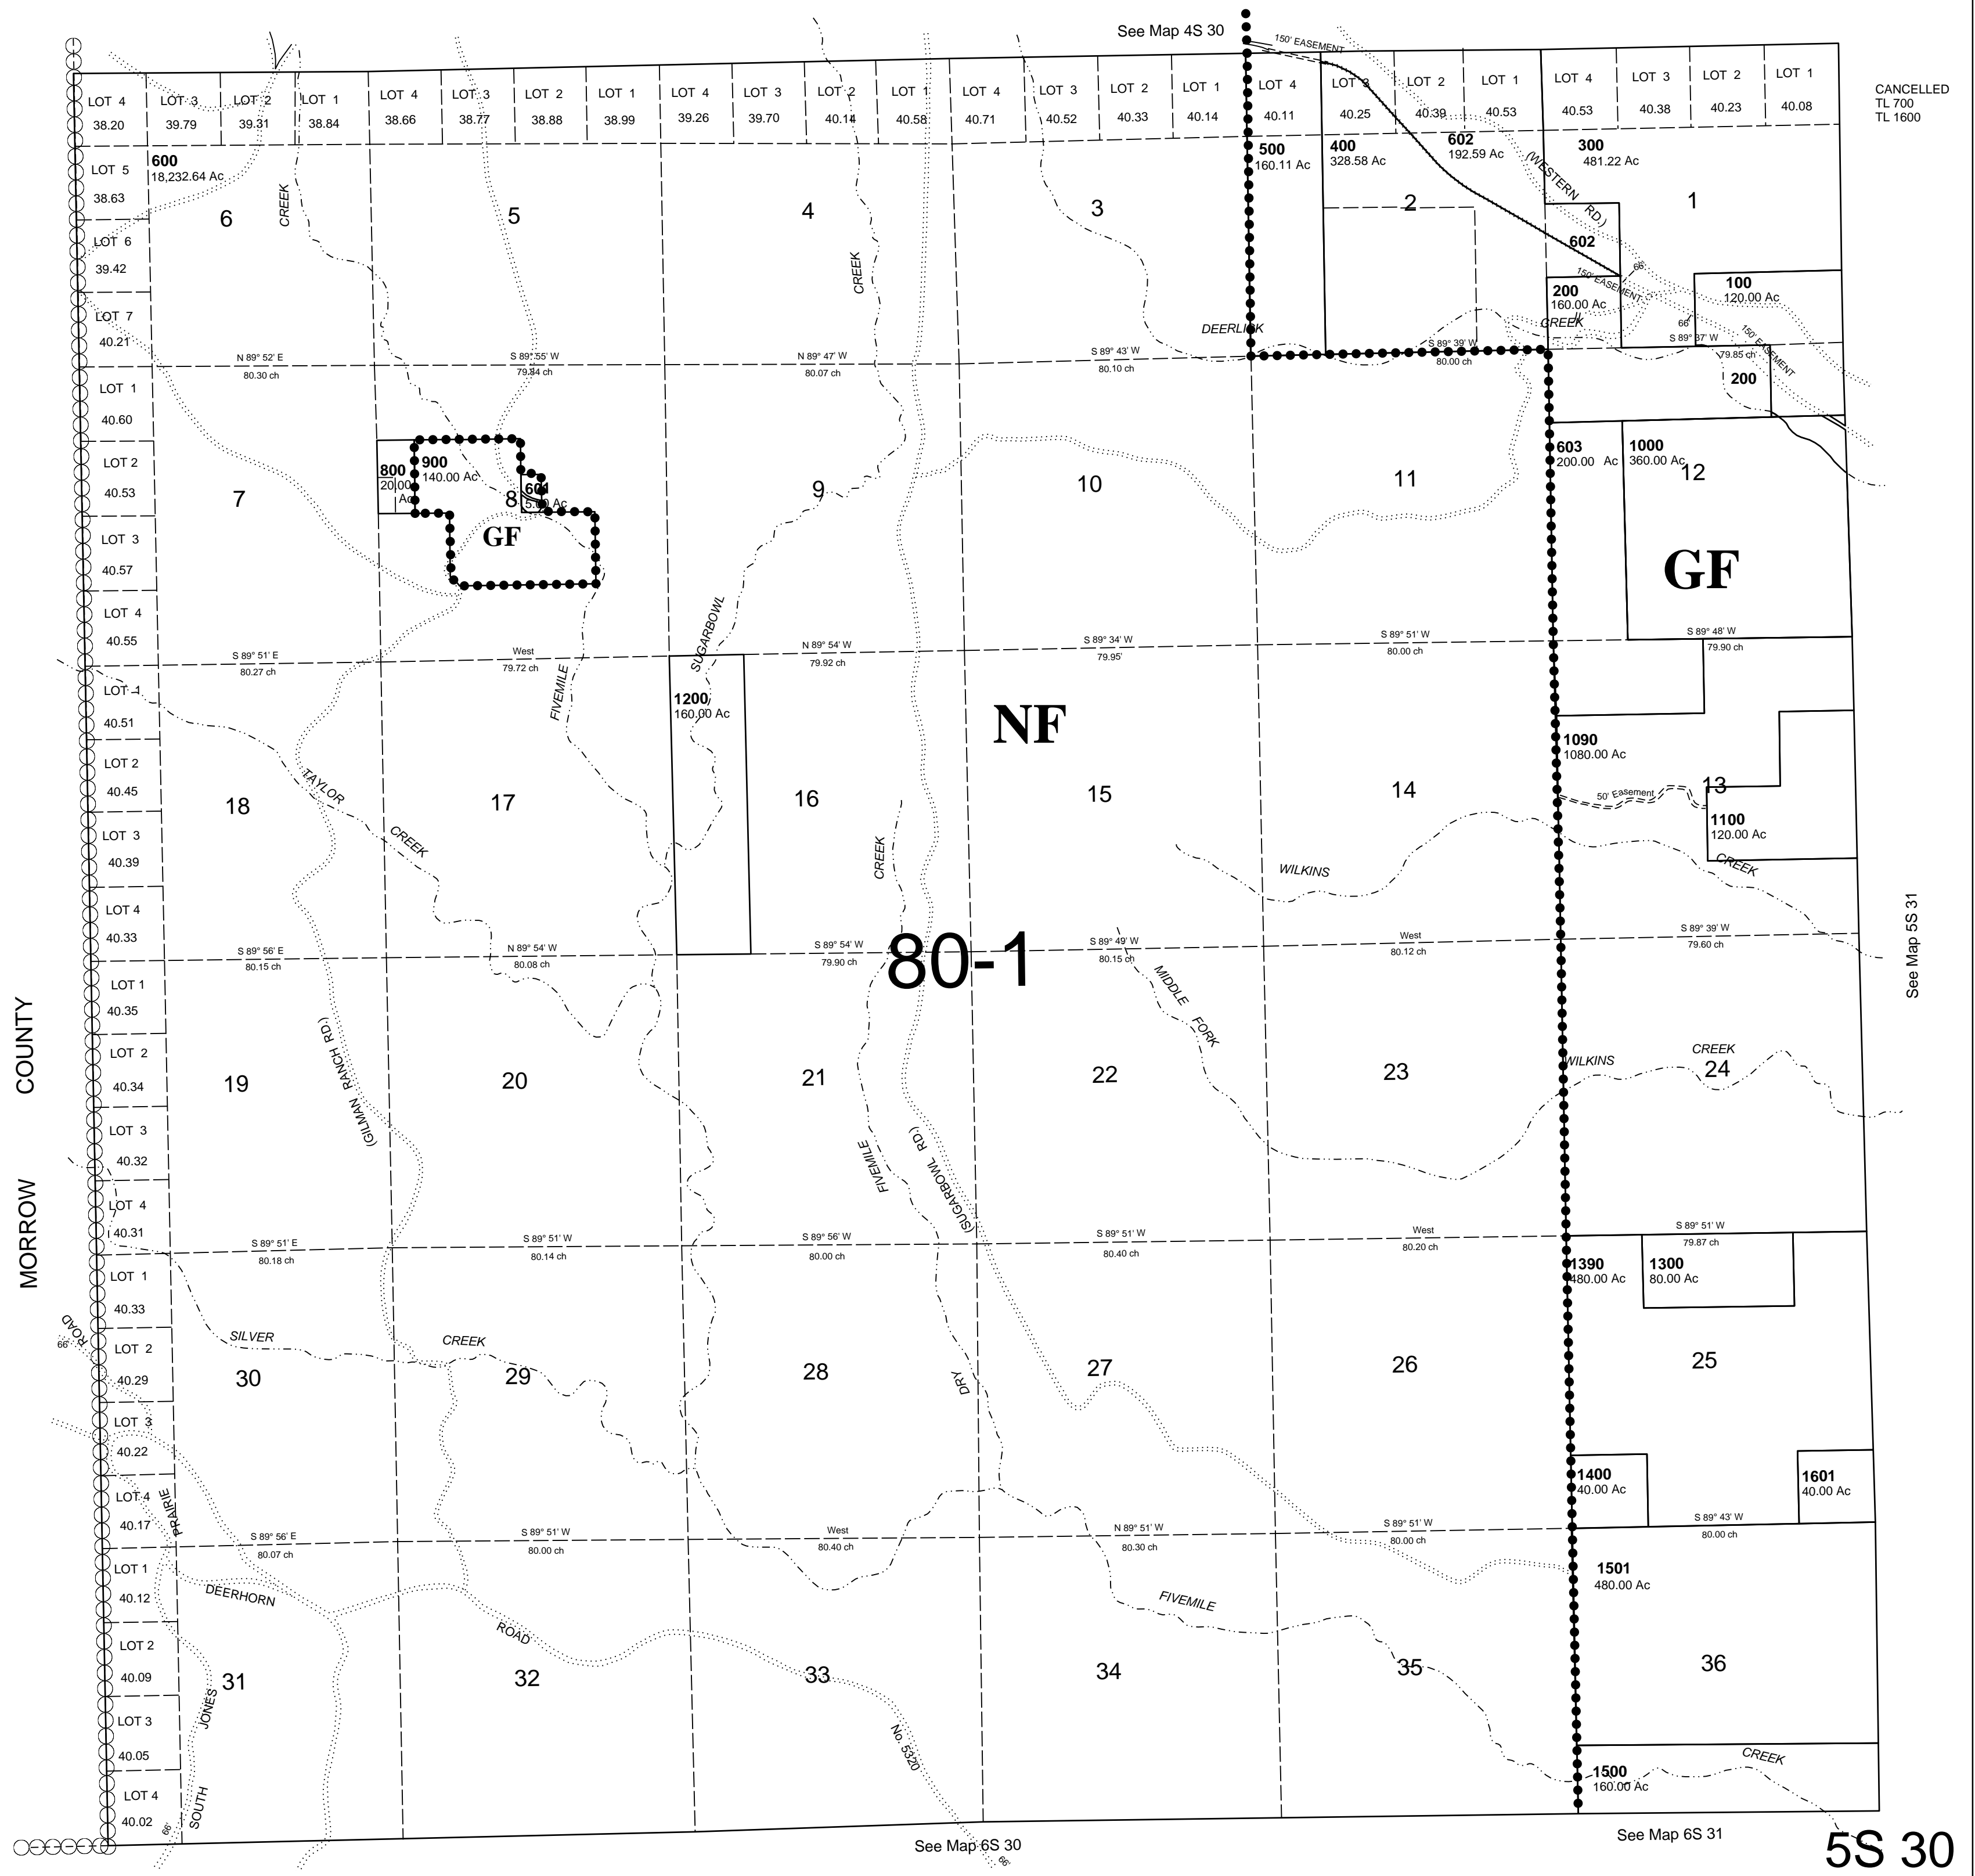 See Map 4S 30
150' EASEMENT
CANCELLED
TL 700
TL 1600
LOT 4
38.20
LOT 3
39.79
LOT 2
39.31
LOT 1
38.84
LOT 4
38.66
LOT 3
38.77
LOT 2
38.88
LOT 1
38.99
LOT 4
39.26
LOT 3
39.70
LOT 2
40.14
LOT 1
40.58
LOT 4
40.71
LOT 3
40.52
LOT 2
40.33
LOT 1
40.14
LOT 4
40.11
LOT 3
40.25
LOT 2
40.39
LOT 1
40.53
LOT 4
40.53
LOT 3
40.38
LOT 2
40.23
LOT 1
40.08
LOT 5
38.63
LOT 6
39.42
LOT 7
40.21
600
18,232.64 Ac
6
CREEK
5
4
CREEK
3
500
160.11 Ac
400
328.58 Ac
602
192.59 Ac
2
300
481.22 Ac
(WESTERN RD.)
1
602
66'
150' EASEMENT
200
160.00 Ac
100
120.00 Ac
66'
150' EASEMENT
DEERLICK
CREEK
N 89° 52' E
80.30 ch
S 89° 55' W
79.84 ch
N 89° 47' W
80.07 ch
S 89° 43' W
80.10 ch
S 89° 39' W
80.00 ch
S 89° 37' W
79.85 ch
200
LOT 1
40.60
LOT 2
40.53
LOT 3
40.57
LOT 4
40.55
7
800
20.00
Ac
900
140.00 Ac
8
601
5.00 Ac
GF
9
10
11
603
200.00 Ac
1000
360.00 Ac
12
GF
SUGARBOWL
FIVEMILE
S 89° 51' E
80.27 ch
West
79.72 ch
N 89° 54' W
79.92 ch
S 89° 34' W
79.95'
S 89° 51' W
80.00 ch
S 89° 48' W
79.90 ch
LOT 1
40.51
LOT 2
40.45
LOT 3
40.39
LOT 4
40.33
1200
160.00 Ac
NF
1090
1080.00 Ac
18
TAYLOR
CREEK
17
16
15
14
13
50' Easement
1100
120.00 Ac
CREEK
WILKINS
CREEK
See Map 5S 31
S 89° 56' E
80.15 ch
N 89° 54' W
80.08 ch
S 89° 54' W
79.90 ch
80-1
S 89° 49' W
80.15 ch
West
80.12 ch
S 89° 39' W
79.60 ch
MORROW COUNTY
LOT 1
40.35
LOT 2
40.34
LOT 3
40.32
LOT 4
40.31
MIDDLE FORK
WILKINS
CREEK
19
(GILMAN RANCH RD.)
20
21
22
23
24
FIVEMILE
(SUGARBOWL RD.)
S 89° 51' E
80.18 ch
S 89° 51' W
80.14 ch
S 89° 56' W
80.00 ch
S 89° 51' W
80.40 ch
West
80.20 ch
S 89° 51' W
79.87 ch
LOT 1
40.33
LOT 2
40.29
LOT 3
40.22
LOT 4
40.17
1390
480.00 Ac
1300
80.00 Ac
ROAD
66'
SILVER
CREEK
30
29
28
DRY
27
26
25
1400
40.00 Ac
1601
40.00 Ac
PRAIRIE
S 89° 56' E
80.07 ch
S 89° 51' W
80.00 ch
West
80.40 ch
N 89° 51' W
80.30 ch
S 89° 51' W
80.00 ch
S 89° 43' W
80.00 ch
LOT 1
40.12
LOT 2
40.09
LOT 3
40.05
LOT 4
40.02
DEERHORN
ROAD
FIVEMILE
1501
480.00 Ac
31
32
33
34
35
36
SOUTH JONES
66'
No. 5320
66'
1500
160.00 Ac
CREEK
See Map 6S 30
See Map 6S 31
5S 30